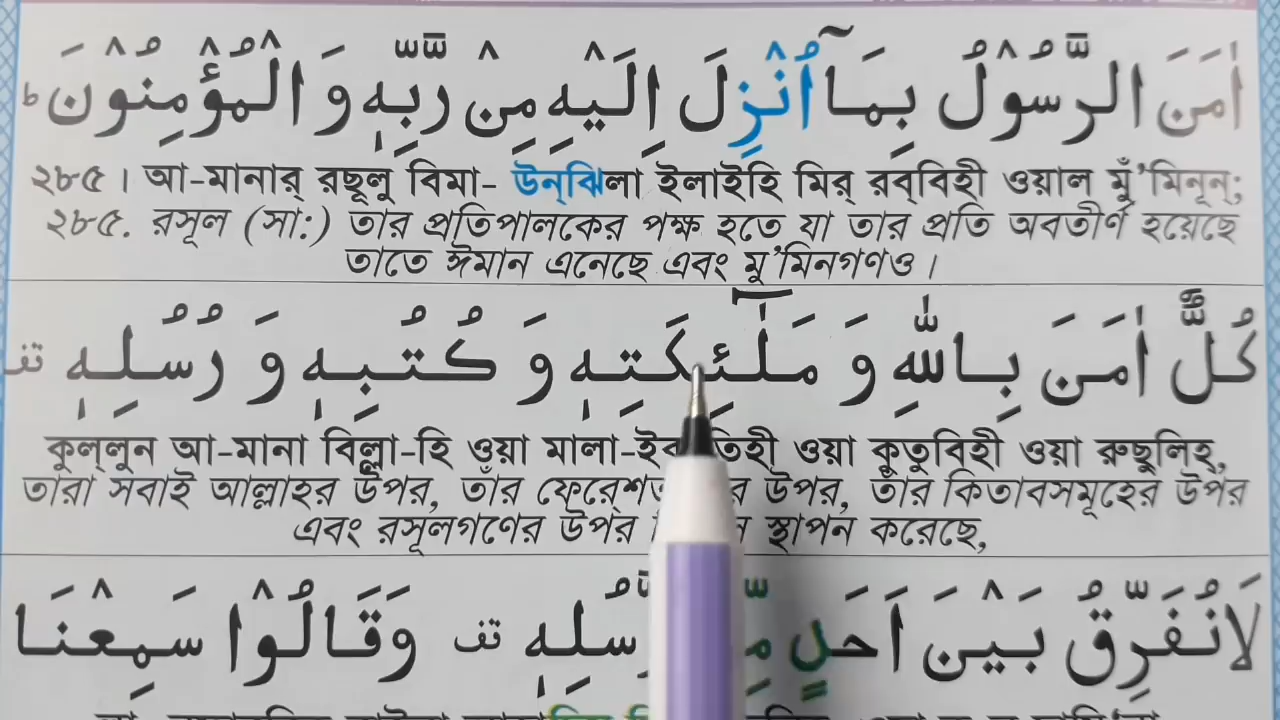 اٰمَنَ الرَّسُوْلُ بِمَآ اُنْزِلَ اِلَيْهِ مِنْ رَّبِّهٖ وَ الْمُؤْمِنُوْنَ ؕ
২৮৫। আ-মানার্ রছূলু বিমা- উন্‌ঝিলা ইলাইহি মির্ রব্‌বিহী ওয়াল মুঁ'মিনূন্;
২৮৫. রসূল (সা:) তার প্রতিপালকের পক্ষ হতে যা তার প্রতি অবতীর্ণ হয়েছে
তাতে ঈমান এনেছে এবং মু'মিনগণও।
كُلٌّ اٰمَنَ بِاللّٰهِ وَ مَلٰٓئِكَتِهٖ وَ كُتُبِهٖ وَ رُسُلِهٖ تف
কুল্‌লুন আ-মানা বিল্লা-হি ওয়া মালা-ইক তিহী ওয়া কুতুবিহী ওয়া রুছুলিহ্,
তারা সবাই আল্লাহর উপর, তাঁর উপর, তাঁর কিতাবসমূহের উপর
এবং রসূলগণের উপর স্থাপন করেছে,
لَا نُفَرِّقُ بَيْنَ اَحَدٍ رُّسُلِهٖ تف وَقَالُوْا سَمِعْنَا